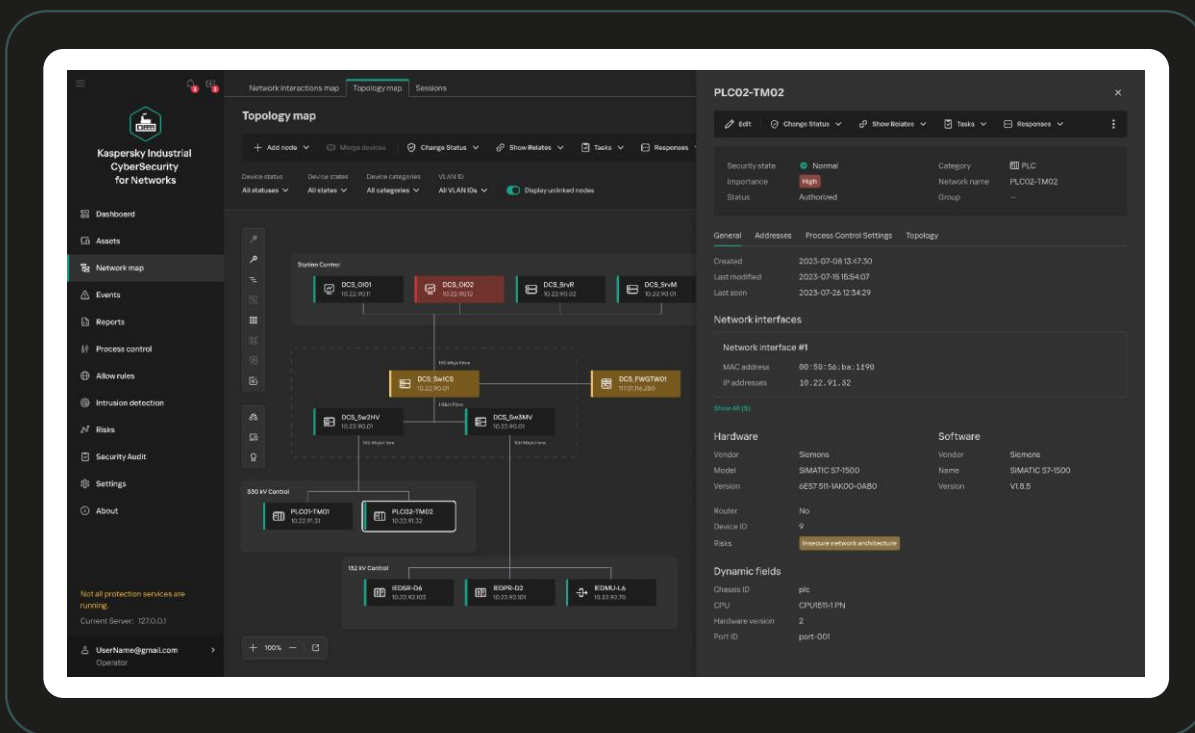 Kaspersky Industrial
CyberSecurity
for Networks
Dashboard
Assets
Network map
Events
Reports
Process control
Allow rules
Intrusion detection
Risks
Security Audit
Settings
About
Not all protection services are
running.
Current Server: 127.0.0.1
UserName@gmail.com
Operator
Network interactions map Topology map Sessions
Topology map
Add node Merge devices Change Status Show Relates Tasks Responses
Device status Device states Device categories VLAN ID
All statuses All states All categories All VLAN IDs Display unlinked nodes
Station Control
DCS_OI01 DCS_OI02 DCS_SrvR DCS_SrvM
10.22.90.11 10.22.90.12 10.22.90.02 10.22.90.01
DCS_Sw1CS DCS_FWGTW01
10.22.90.01
DCS_Sw2HV DCS_Sw3MV
10.22.90.01 10.22.90.01
330 kV Control
PLC01-TM01 PLC02-TM02
10.22.91.31 10.22.91.32
132 kV Control
IEDSR-D6 IEDPR-D2 IEDMU-L6
10.22.92.103 10.22.92.101 10.22.92.70
100%
PLC02-TM02
Edit Change Status Show Relates Tasks Responses
Security state Normal Category PLC
Importance High Network name PLC02-TM02
Status Authorized Group –
General Addresses Process Control Settings Topology
Created 2023-07-08 13:47:30
Last modified 2023-07-15 15:54:07
Last seen 2023-07-26 12:34:29
Network interfaces
Network interface #1
MAC address 00:50:56:ba:1f90
IP addresses 10.22.91.32
Show All (5)
Hardware Software
Vendor Siemens Vendor Siemens
Model SIMATIC S7-1500 Name SIMATIC S7-1500
Version 6ES7 511-1AK00-0AB0 Version V1.8.5
Router No
Device ID 9
Risks Insecure network architecture
Dynamic fields
Chassis ID plc
CPU CPU1511-1 PN
Hardware version 2
Port ID port-001